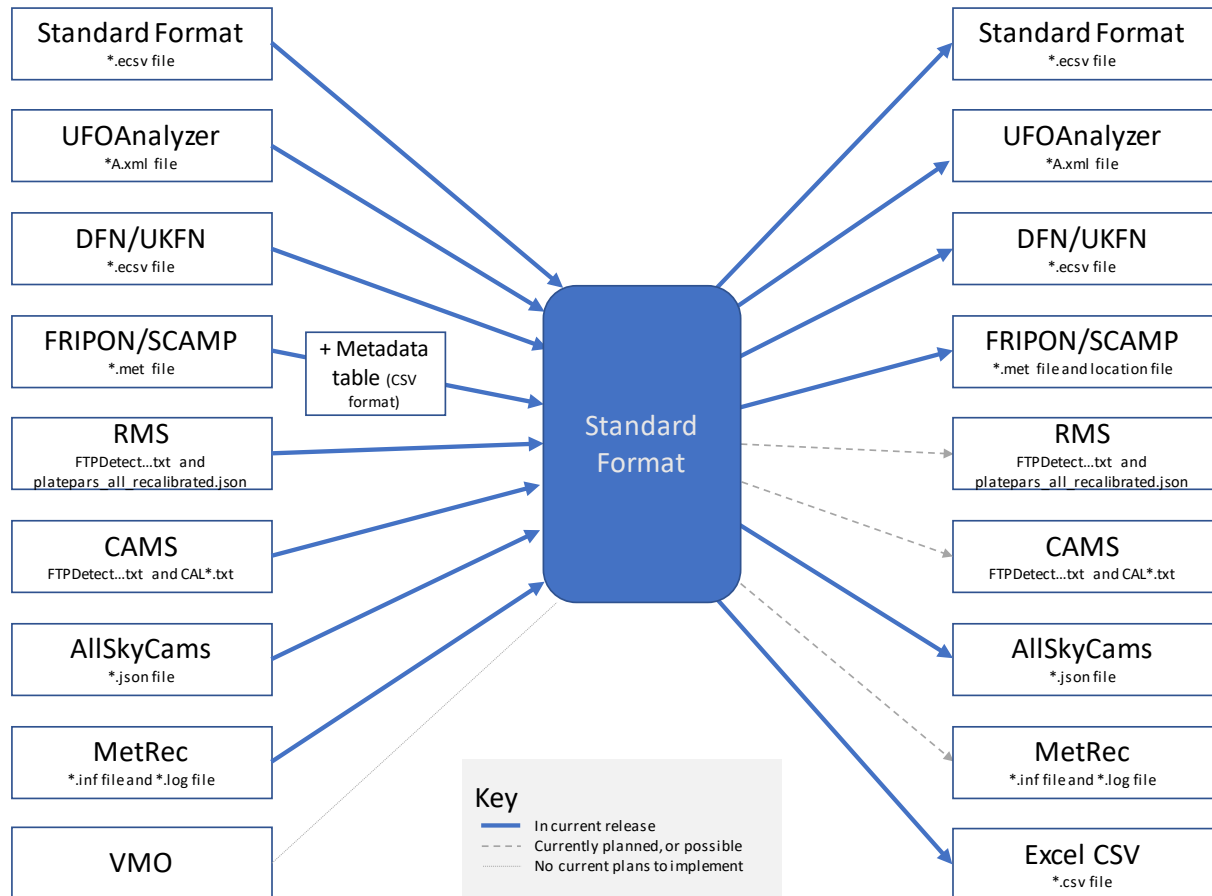 Standard Format
*.ecsv file
UFOAnalyzer
*A.xml file
DFN/UKFN
*.ecsv file
FRIPON/SCAMP
*.met file
+ Metadata
table (CSV
format)
RMS
FTPDetect...txt and
platepars_all_recalibrated.json
CAMS
FTPDetect...txt and CAL*.txt
AllSkyCams
*.json file
MetRec
*.inf file and *.log file
VMO
Standard
Format
Key
In current release
Currently planned, or possible
No current plans to implement
Standard Format
*.ecsv file
UFOAnalyzer
*A.xml file
DFN/UKFN
*.ecsv file
FRIPON/SCAMP
*.met file and location file
RMS
FTPDetect...txt and
platepars_all_recalibrated.json
CAMS
FTPDetect...txt and CAL*.txt
AllSkyCams
*.json file
MetRec
*.inf file and *.log file
Excel CSV
*.csv file